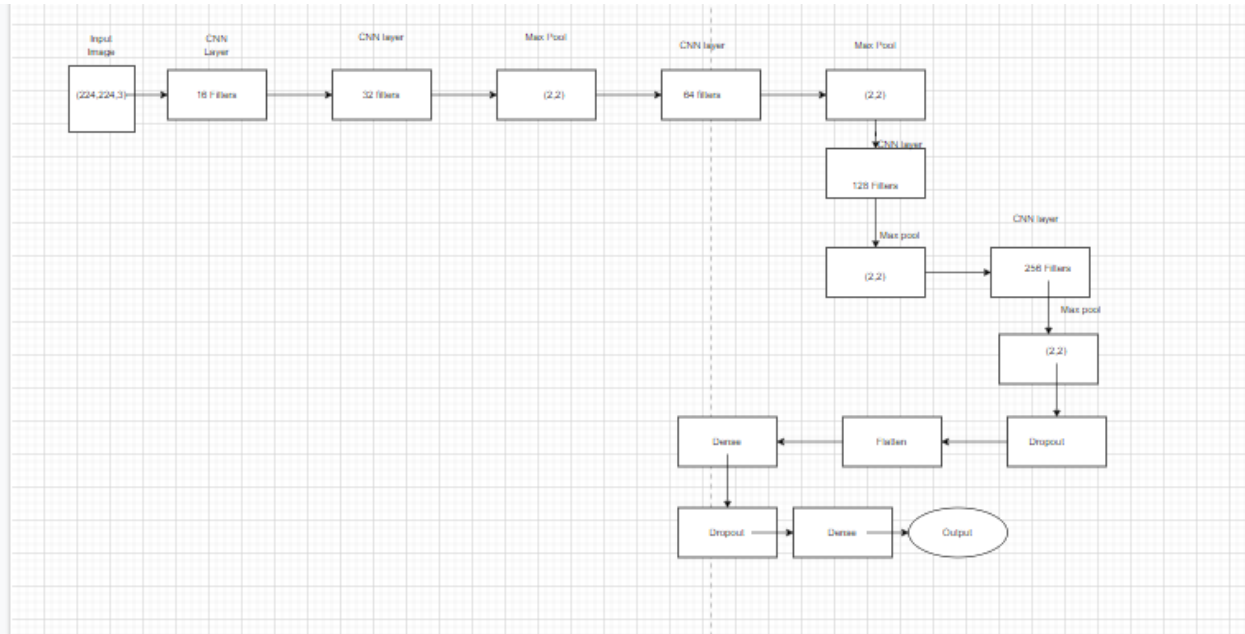 Input
Image
CNN
Layer
CNN layer
Max Pool
CNN layer
Max Pool
(224,224,3)
16 Filters
32 filters
(2,2)
64 filters
(2,2)
CNN layer
128 Filters
CNN layer
Max pool
(2,2)
256 Filters
Max pool
(2,2)
Dense
Flatten
Dropout
Dropout
Dense
Output